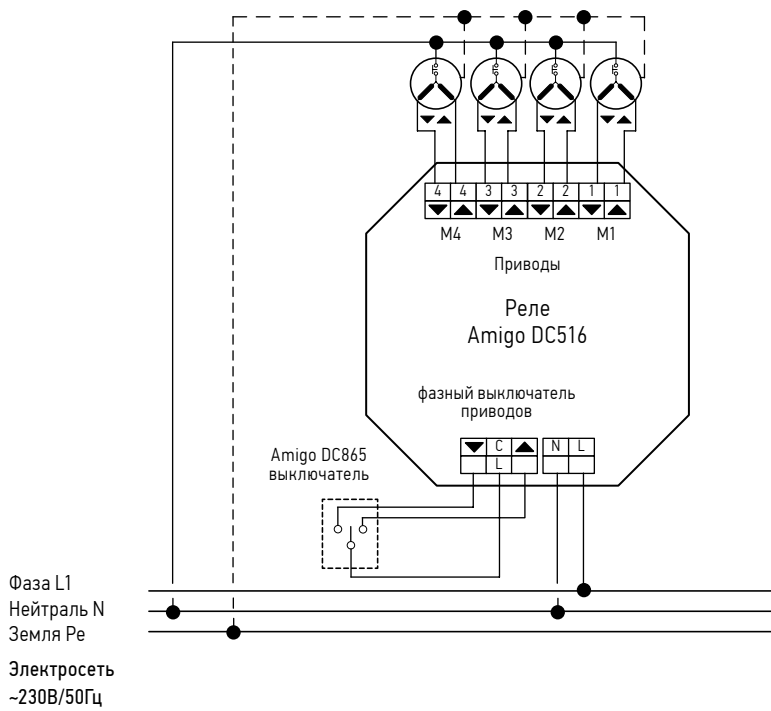 4 4 3 3 2 2 1 1
M4 M3 M2 M1
Приводы
Реле
Amigo DC516
фазный выключатель
приводов
C N L
L
Amigo DC865
выключатель
Фаза L1
Нейтраль N
Земля Pe
Электросеть
~230В/50Гц